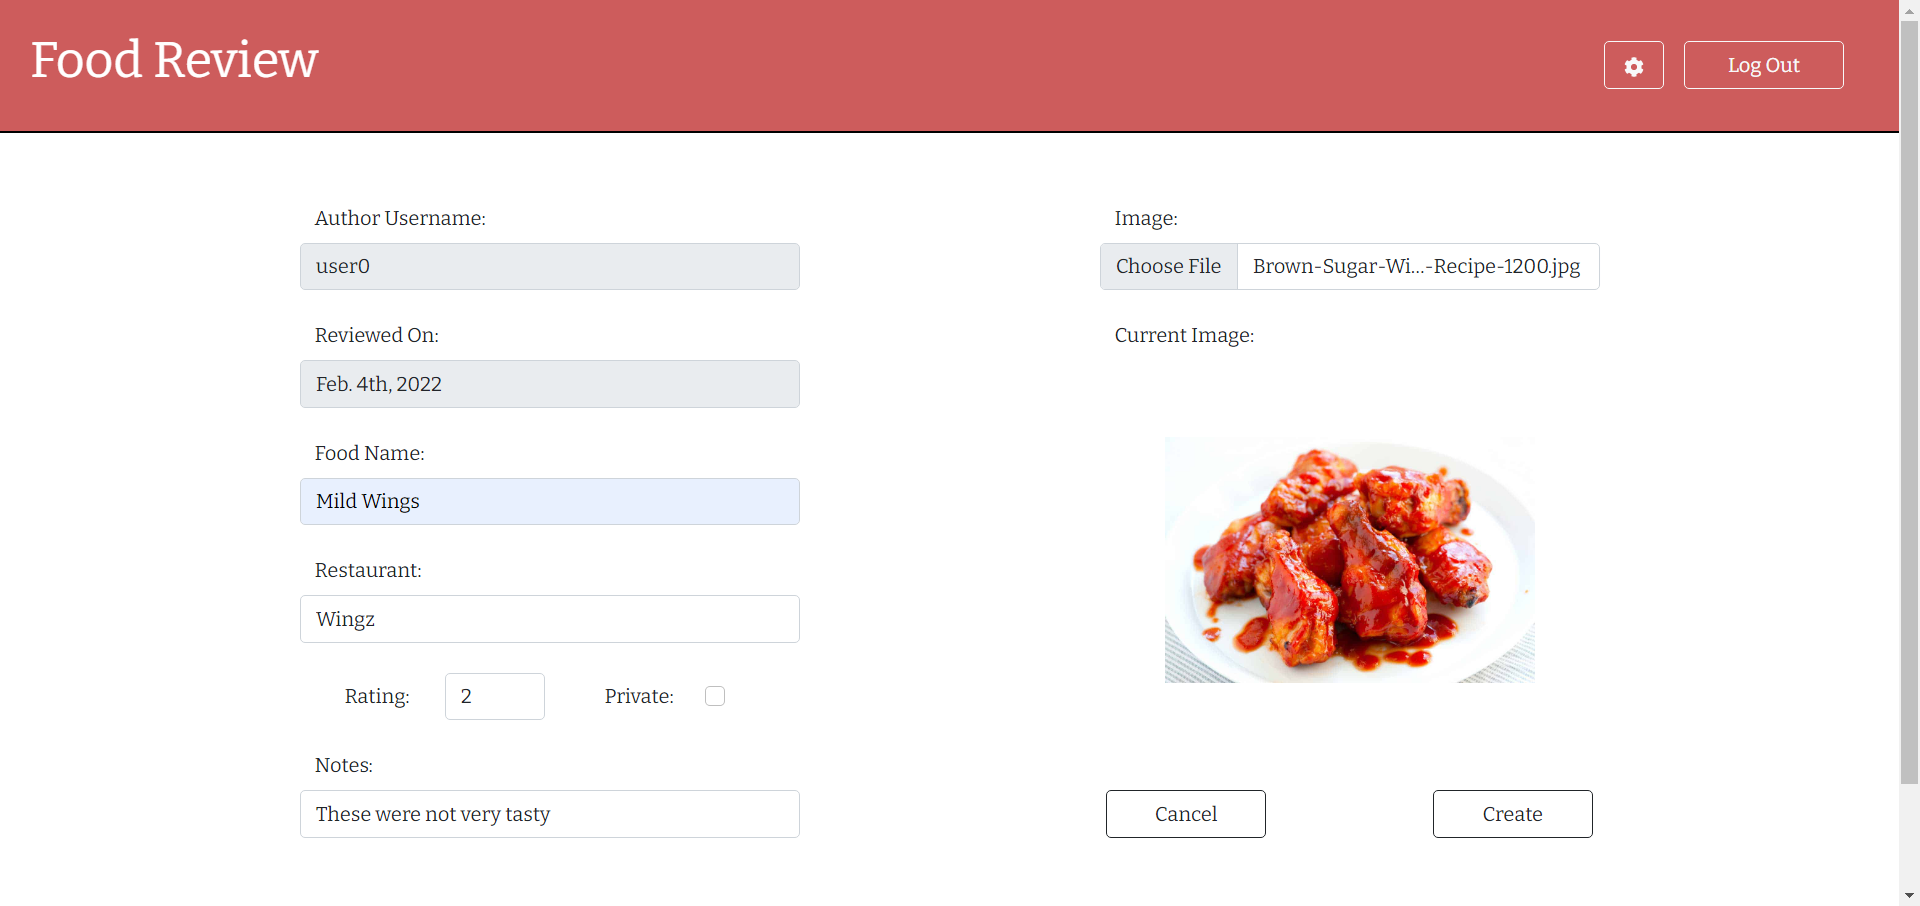 Food Review
Log Out
Author Username:
user0
Reviewed On:
Feb. 4th, 2022
Food Name:
Mild Wings
Restaurant:
Wingz
Rating:
2
Private:
Notes:
These were not very tasty
Image:
Choose File
Brown-Sugar-Wi...-Recipe-1200.jpg
Current Image:
Cancel
Create